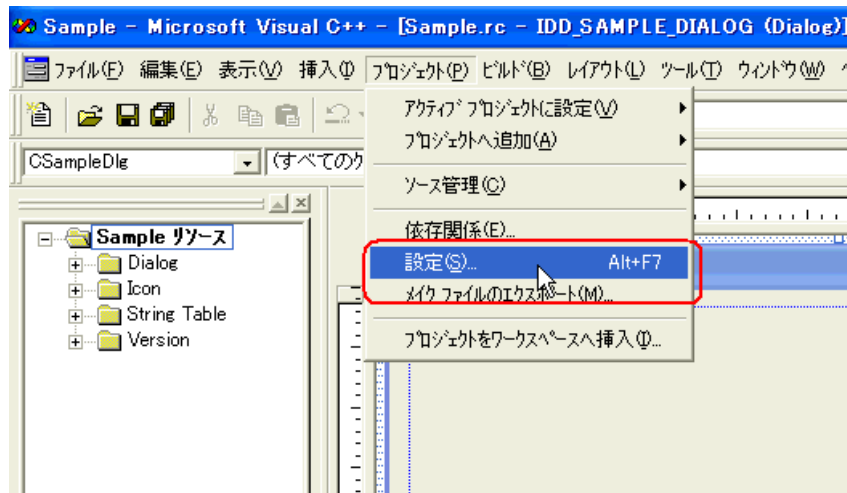 Sample - Microsoft Visual C++ - [Sample.rc - IDD_SAMPLE_DIALOG (Dialog)]
ﾌｧｲﾙ(F) 編集(E) 表示(V) 挿入(I) ﾌﾟﾛｼﾞｪｸﾄ(P) ﾋﾞﾙﾄﾞ(B) ﾚｲｱｳﾄ(L) ﾂｰﾙ(T) ｳｨﾝﾄﾞｳ(W)
ｱｸﾃｨﾌﾞ ﾌﾟﾛｼﾞｪｸﾄに設定(V)
ﾌﾟﾛｼﾞｪｸﾄへ追加(A)
CSampleDlg (すべてのク
ｿｰｽ管理(C)
依存関係(E)...
設定(S)... Alt+F7
ﾒｲｸ ﾌｧｲﾙのｴｸｽﾎﾟｰﾄ(M)...
ﾌﾟﾛｼﾞｪｸﾄをﾜｰｸｽﾍﾟｰｽへ挿入(I)...
Sample ﾘｿｰｽ
Dialog
Icon
String Table
Version